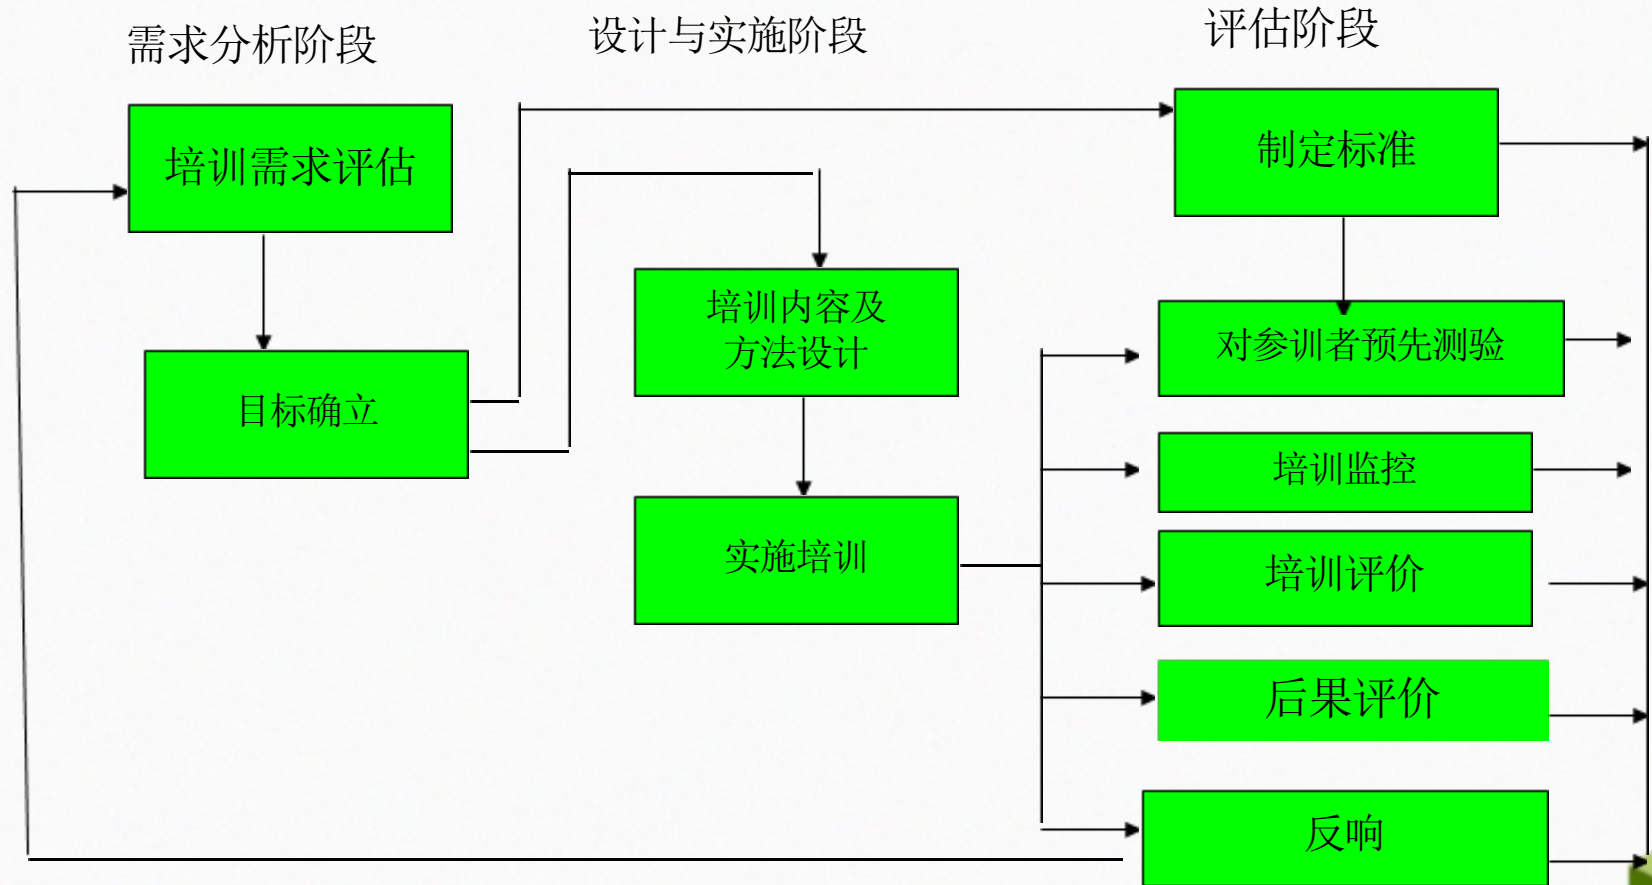 需求分析阶段
设计与实施阶段
评估阶段
培训需求评估
目标确立
培训内容及
方法设计
实施培训
制定标准
对参训者预先测验
培训监控
培训评价
后果评价
反响